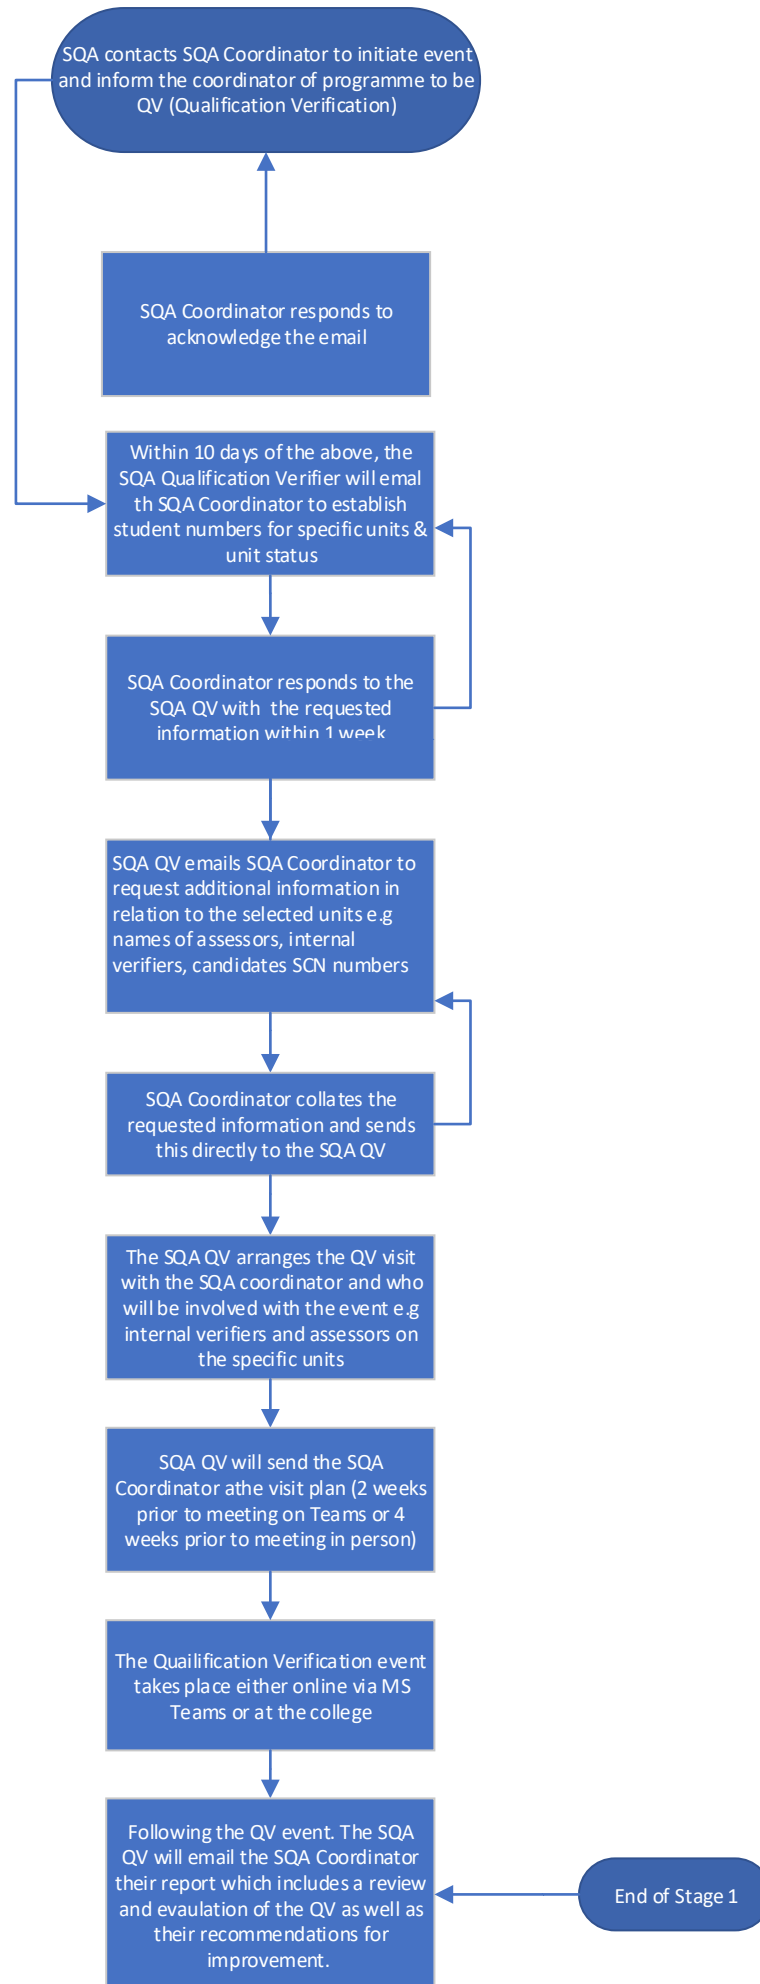 SQA contacts SQA Coordinator to initiate event
and inform the coordinator of programme to be
QV (Qualification Verification)
SQA Coordinator responds to
acknowledge the email
Within 10 days of the above, the
SQA Qualification Verifier will emal
th SQA Coordinator to establish
student numbers for specific units &
unit status
SQA Coordinator responds to the
SQA QV with the requested
information within 1 week
SQA QV emails SQA Coordinator to
request additional information in
relation to the selected units e.g
names of assessors, internal
verifiers, candidates SCN numbers
SQA Coordinator collates the
requested information and sends
this directly to the SQA QV
The SQA QV arranges the QV visit
with the SQA coordinator and who
will be involved with the event e.g
internal verifiers and assessors on
the specific units
SQA QV will send the SQA
Coordinator athe visit plan (2 weeks
prior to meeting on Teams or 4
weeks prior to meeting in person)
The Quailification Verification event
takes place either online via MS
Teams or at the college
Following the QV event. The SQA
QV will email the SQA Coordinator
their report which includes a review
and evaulation of the QV as well as
their recommendations for
improvement.
End of Stage 1